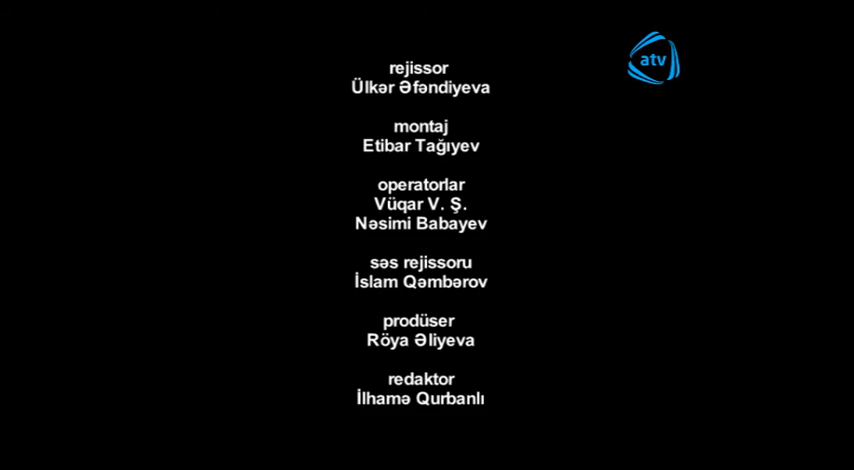 atv
rejissor
Ülkər Əfəndiyeva
montaj
Etibar Tağıyev
operatorlar
Vüqar V. Ş.
Nəsimi Babayev
səs rejissoru
İslam Qəmbərov
prodüser
Röya Əliyeva
redaktor
İlhamə Qurbanlı